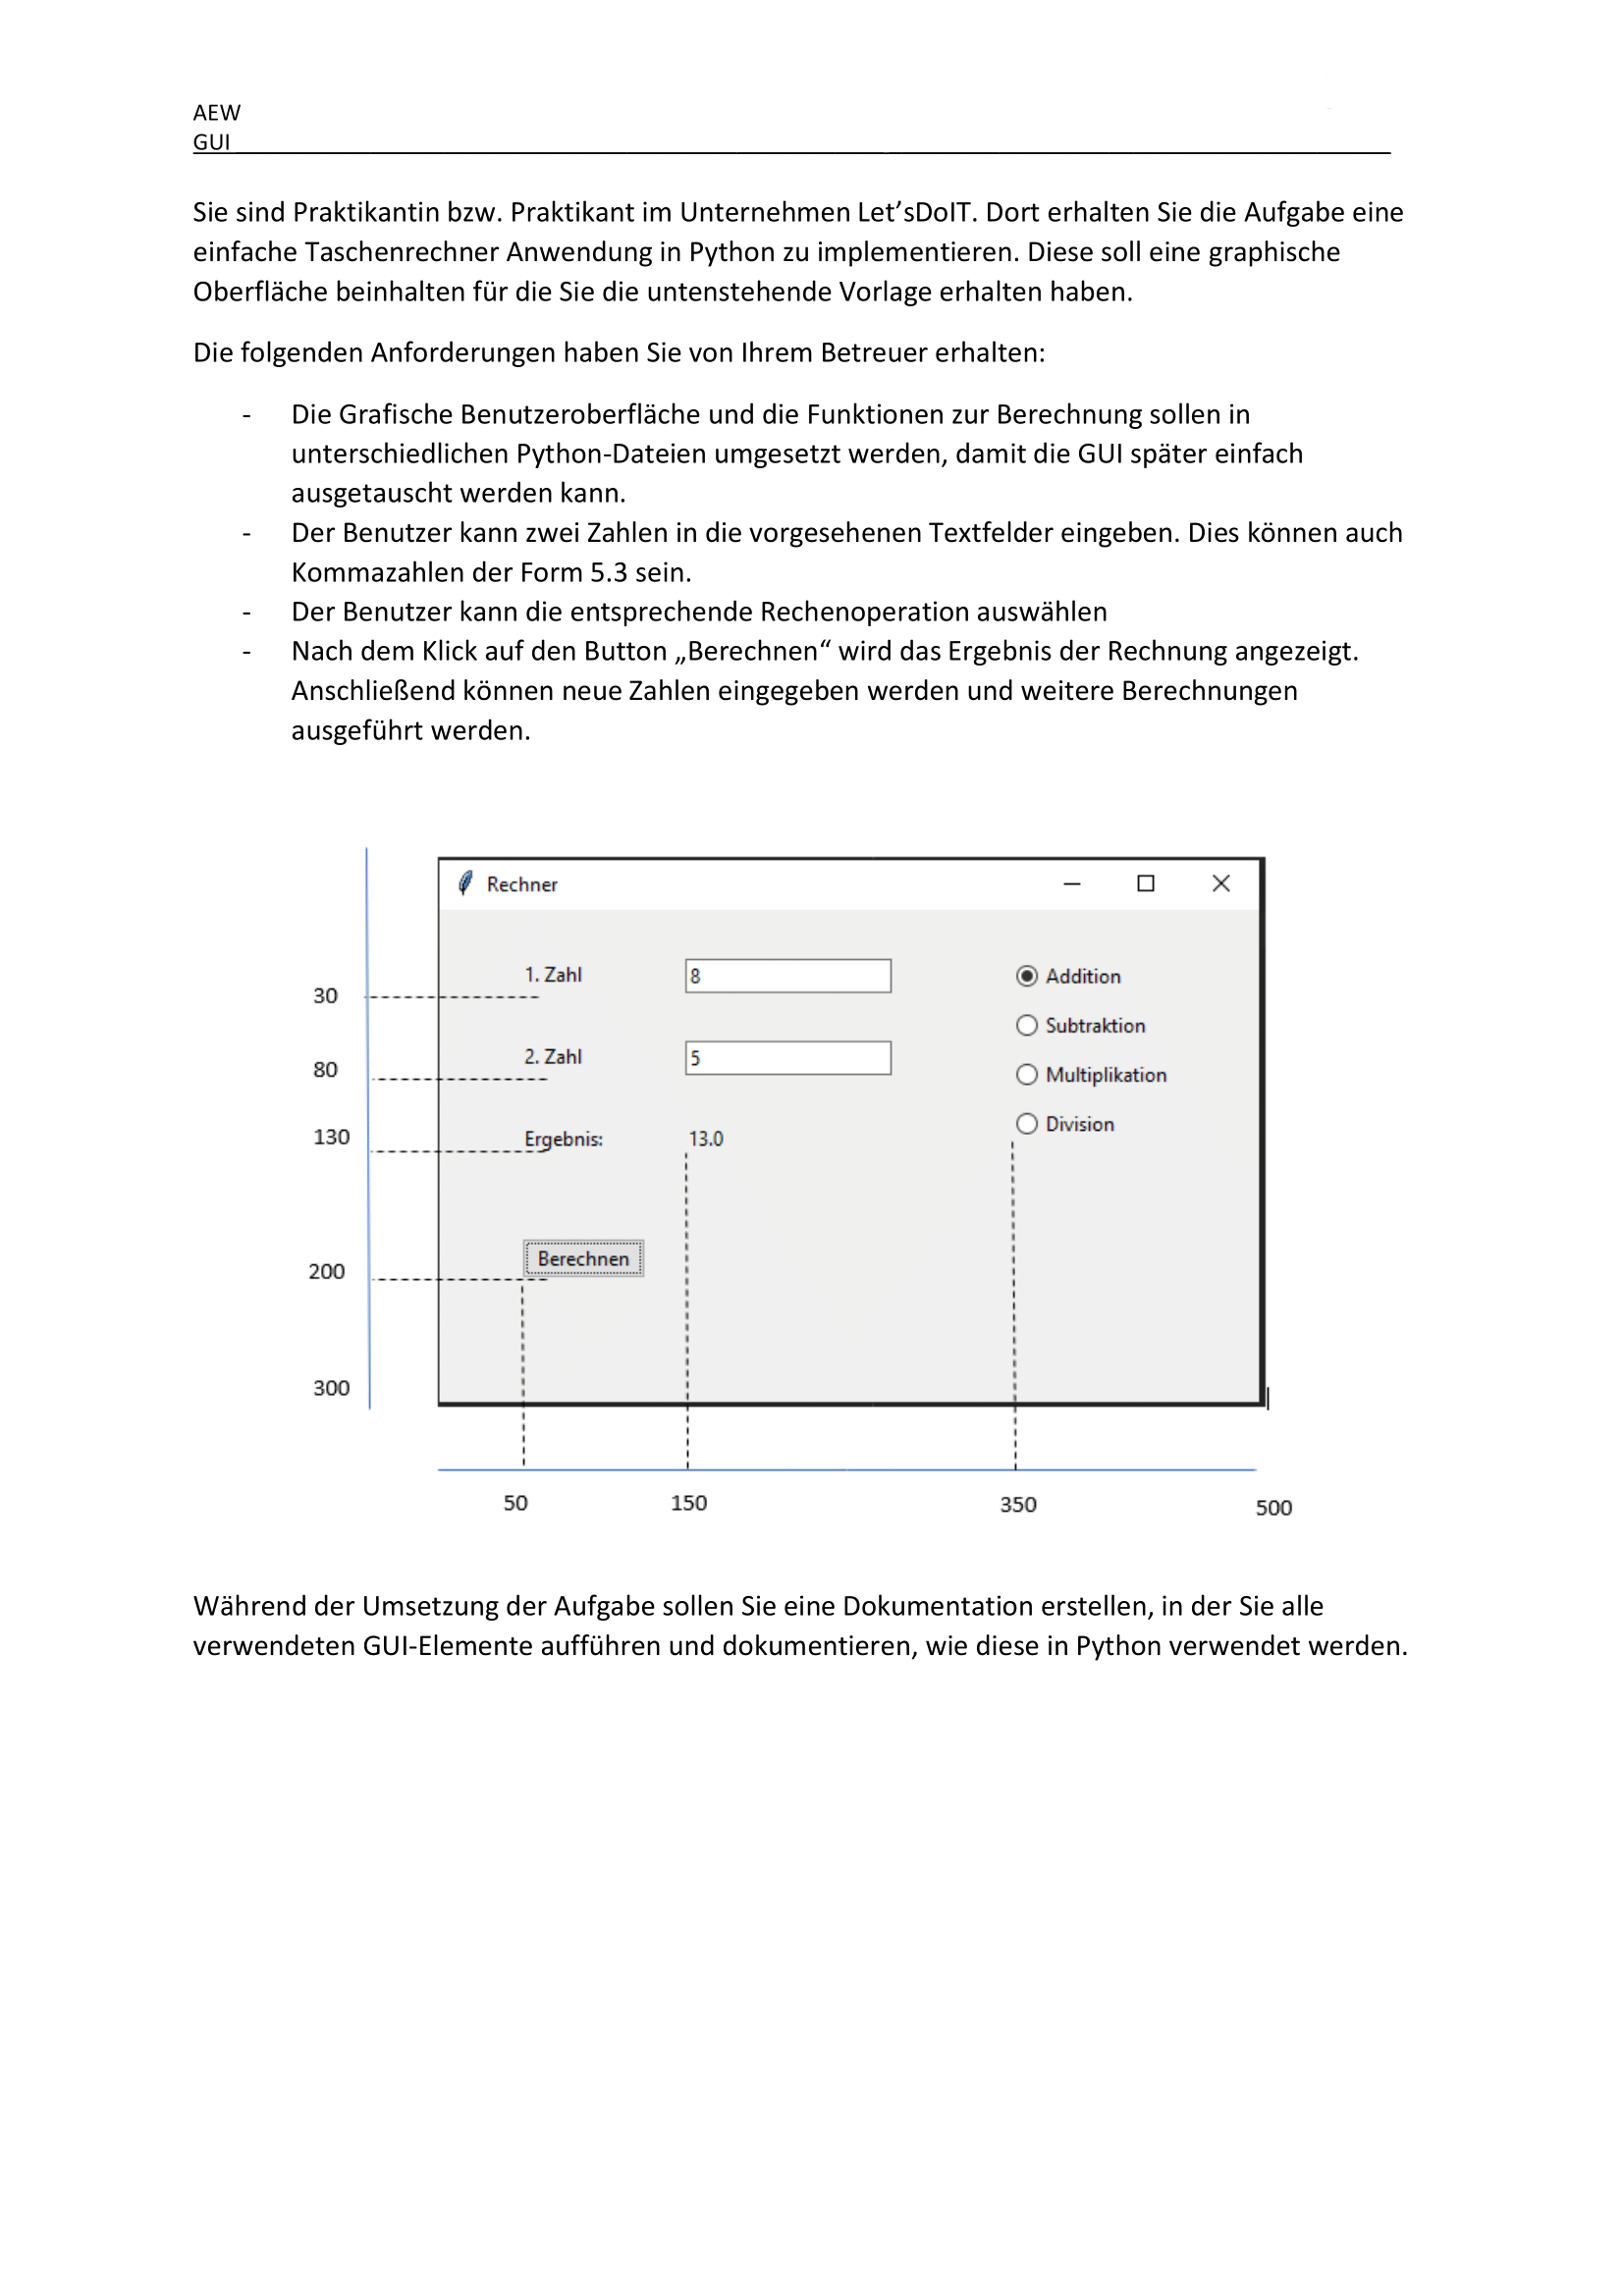 AEW
GUI
Sie sind Praktikantin bzw. Praktikant im Unternehmen Let’sDoIT. Dort erhalten Sie die Aufgabe eine
einfache Taschenrechner Anwendung in Python zu implementieren. Diese soll eine graphische
Oberfläche beinhalten für die Sie die untenstehende Vorlage erhalten haben.
Die folgenden Anforderungen haben Sie von Ihrem Betreuer erhalten:
- Die Grafische Benutzeroberfläche und die Funktionen zur Berechnung sollen in
unterschiedlichen Python-Dateien umgesetzt werden, damit die GUI später einfach
ausgetauscht werden kann.
- Der Benutzer kann zwei Zahlen in die vorgesehenen Textfelder eingeben. Dies können auch
Kommazahlen der Form 5.3 sein.
- Der Benutzer kann die entsprechende Rechenoperation auswählen
- Nach dem Klick auf den Button „Berechnen“ wird das Ergebnis der Rechnung angezeigt.
Anschließend können neue Zahlen eingegeben werden und weitere Berechnungen
ausgeführt werden.
Rechner
1. Zahl 8 Addition
30
Subtraktion
2. Zahl 5
80
Multiplikation
Division
130
Ergebnis: 13.0
Berechnen
200
300
50 150 350 500
Während der Umsetzung der Aufgabe sollen Sie eine Dokumentation erstellen, in der Sie alle
verwendeten GUI-Elemente aufführen und dokumentieren, wie diese in Python verwendet werden.